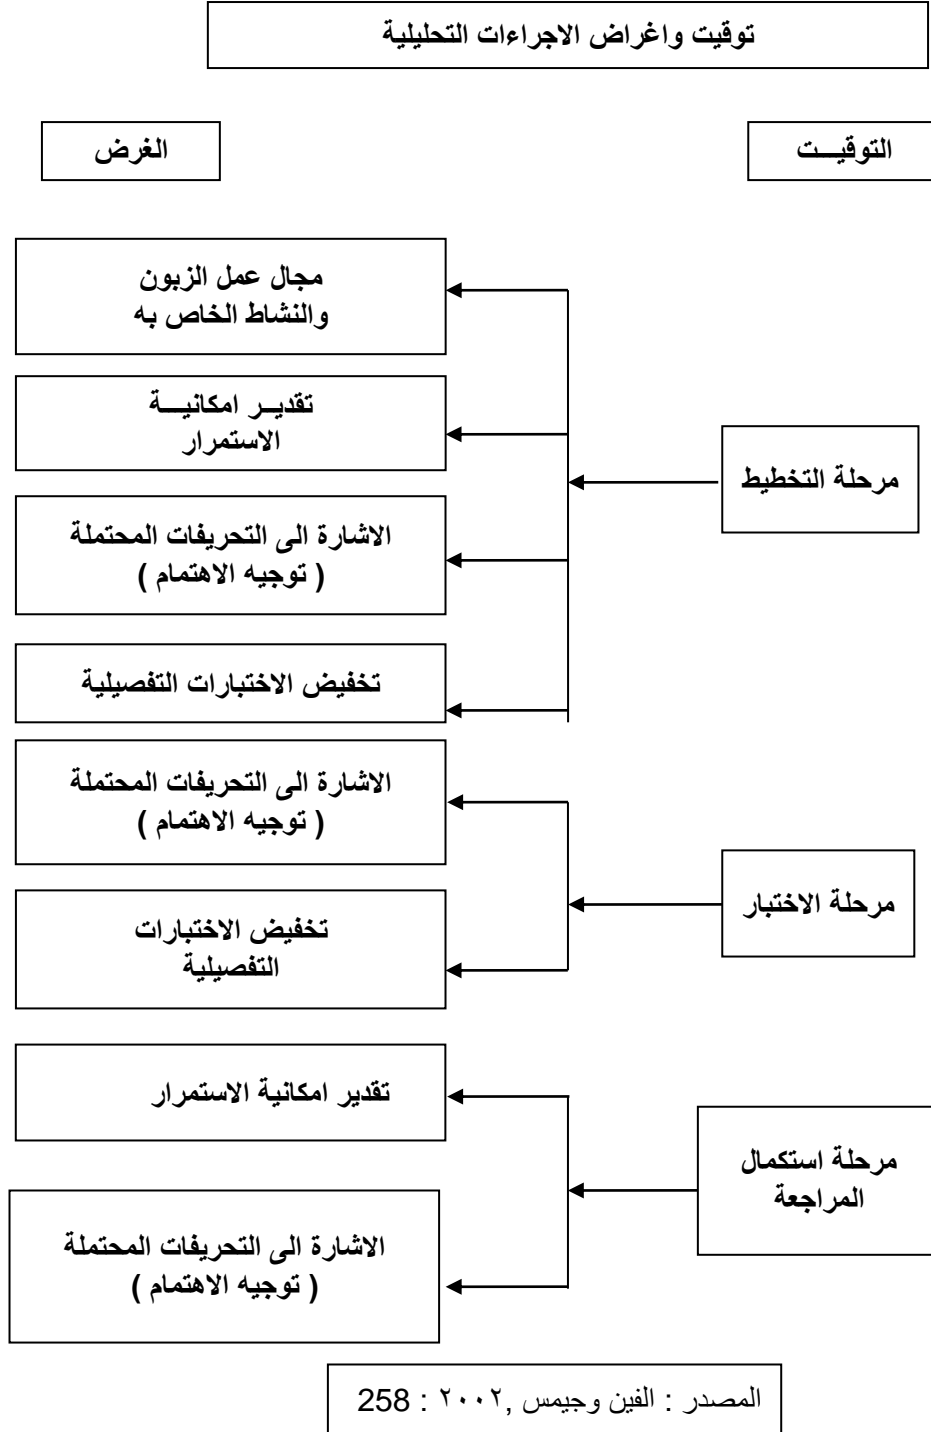 توقيت واغراض الاجراءات التحليلية
التوقيـــت
الغرض
مرحلة التخطيط
مجال عمل الزبون
والنشاط الخاص به
تقديــر امكانيـــة
الاستمرار
الاشارة الى التحريفات المحتملة
( توجيه الاهتمام )
تخفيض الاختبارات التفصيلية
مرحلة الاختبار
الاشارة الى التحريفات المحتملة
( توجيه الاهتمام )
تخفيض الاختبارات
التفصيلية
مرحلة استكمال
المراجعة
تقدير امكانية الاستمرار
الاشارة الى التحريفات المحتملة
( توجيه الاهتمام )
المصدر : الفين وجيمس ,٢٠٠٢ : 258